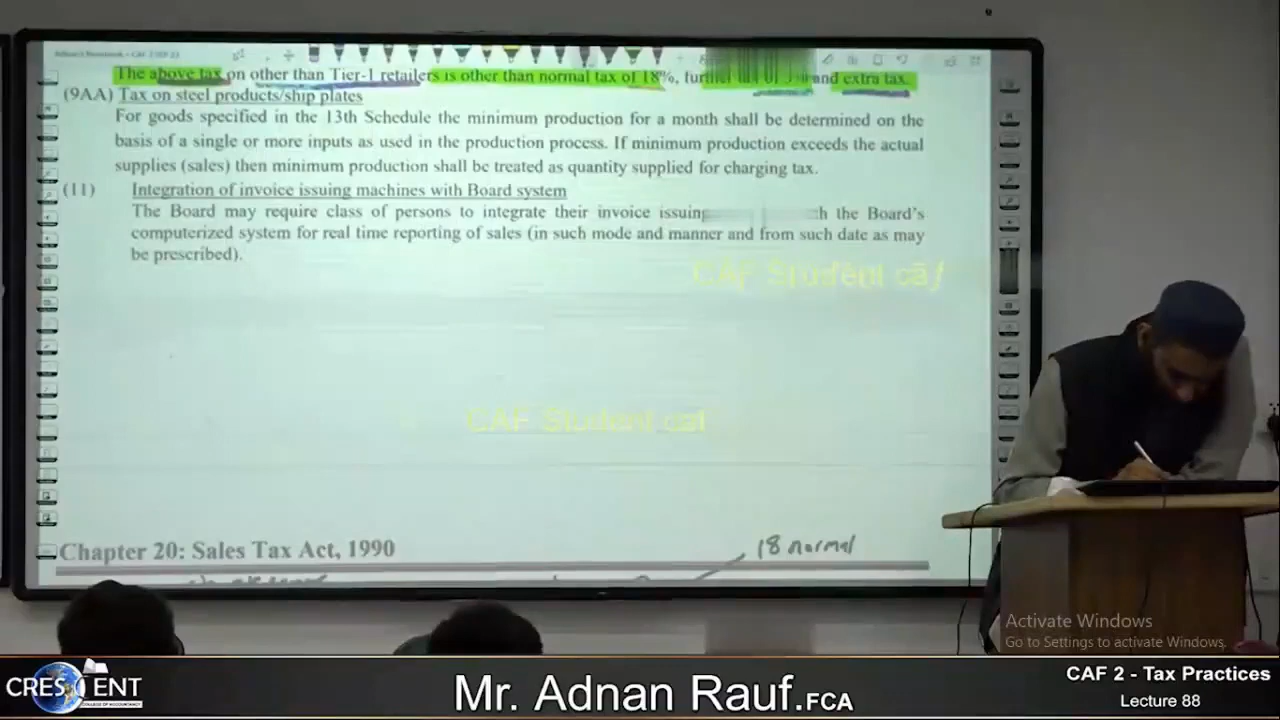 The above tax on other than Tier-1 retailers is other than normal tax of 18%, further tax of and extra tax.
(9AA) Tax on steel products/ship plates
For goods specified in the 13th Schedule the minimum production for a month shall be determined on the
basis of a single or more inputs as used in the production process. If minimum production exceeds the actual
supplies (sales) then minimum production shall be treated as quantity supplied for charging tax.
(11) Integration of invoice issuing machines with Board system
The Board may require class of persons to integrate their invoice issuing the Board's
computerized system for real time reporting of sales (in such mode and manner and from such date as may
be prescribed).
CAF Student caf
CAF Student caf
18 normal
Chapter 20: Sales Tax Act, 1990
Activate Windows
Go to Settings to activate Windows.
CRESCENT
COLLEGE OF ACCOUNTANCY
Mr. Adnan Rauf.FCA
CAF 2 - Tax Practices
Lecture 88